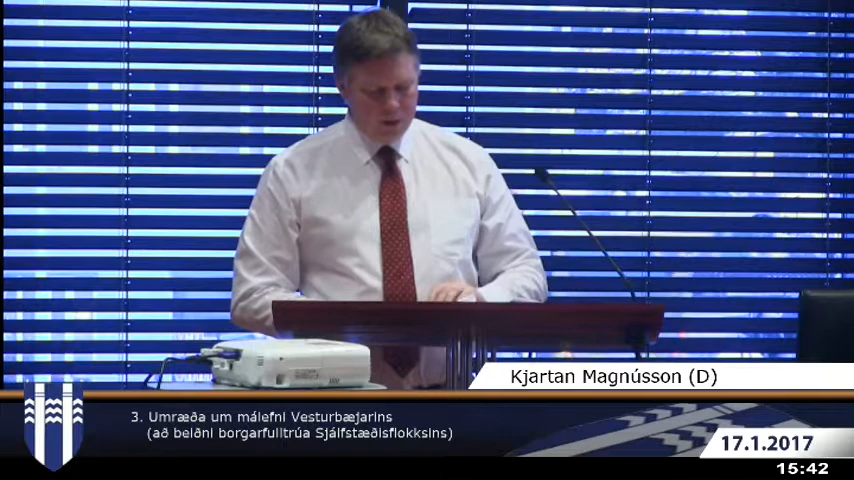 Kjartan Magnússon (D)
3. Umræða um málefni Vesturbæjarins
(að beiðni borgarfulltrúa Sjálfstæðisflokksins)
17.1.2017
15:42